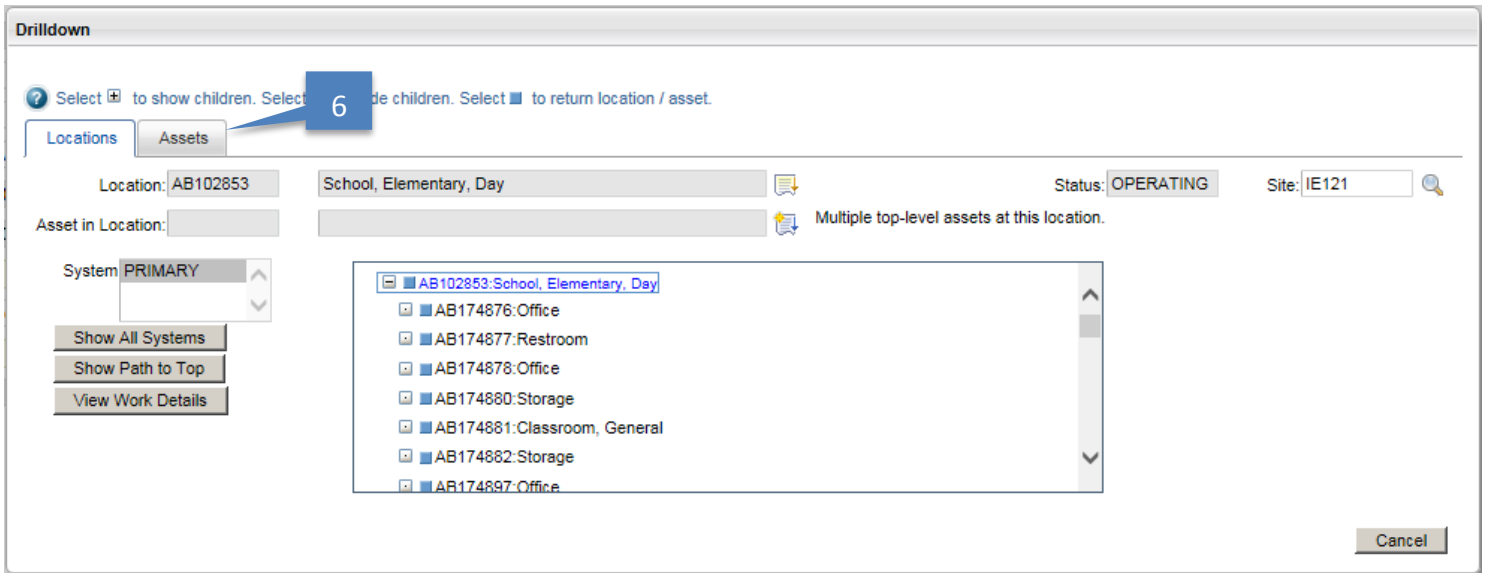 Drilldown
Select to show children. Select de children. Select to return location / asset.
6
Locations Assets
Location: AB102853 School, Elementary, Day Status: OPERATING Site: IE121
Asset in Location: Multiple top-level assets at this location.
System PRIMARY
AB102853:School, Elementary, Day
AB174876:Office
Show All Systems
AB174877:Restroom
Show Path to Top
AB174878:Office
View Work Details
AB174880:Storage
AB174881:Classroom, General
AB174882:Storage
AB174897:Office
Cancel